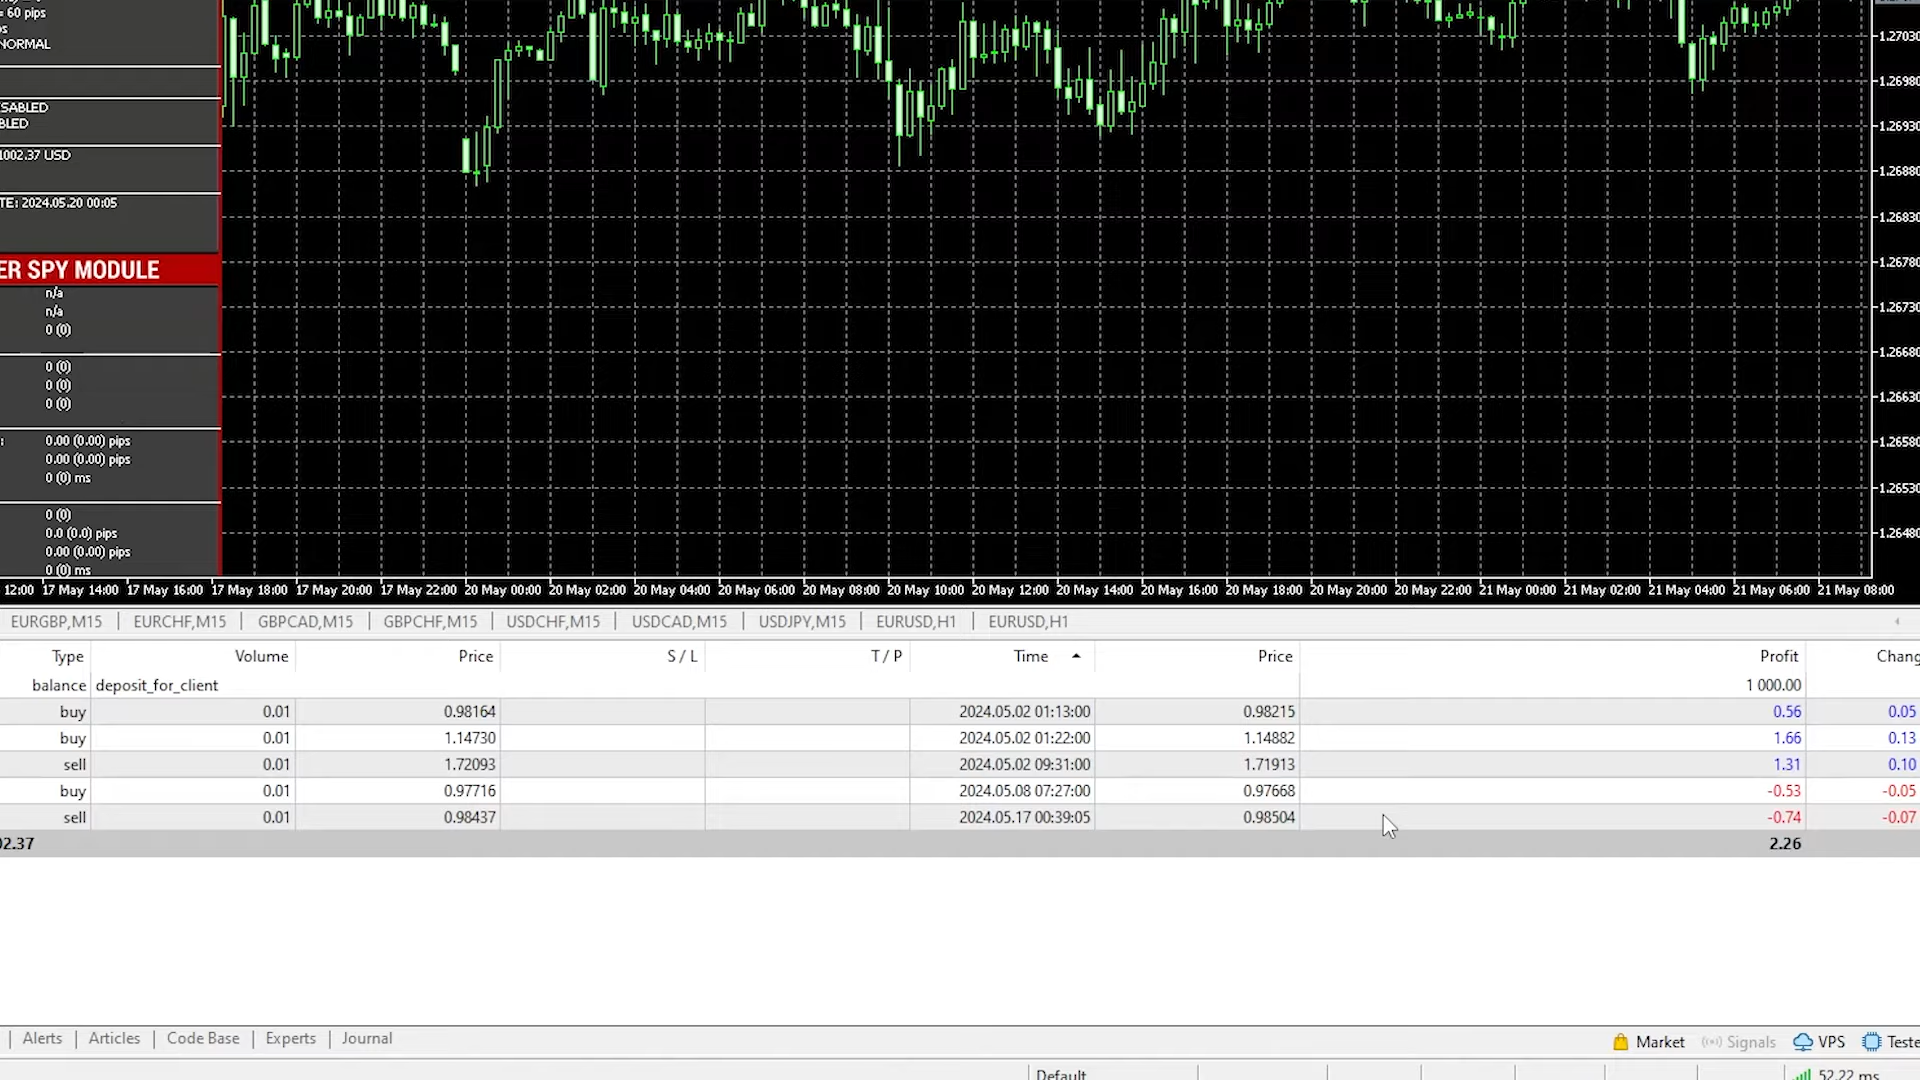 = 60 pips
NORMAL
SABLED
BLED
1002.37 USD
TE: 2024.05.20 00:05
ER SPY MODULE
n/a
n/a
0 (0)
0 (0)
0 (0)
0 (0)
: 0.00 (0.00) pips
0.00 (0.00) pips
0 (0) ms
0 (0)
0.0 (0.0) pips
0.00 (0.00) pips
0 (0) ms
1.27030
1.26980
1.26930
1.26880
1.26830
1.26780
1.26730
1.26680
1.26630
1.26580
1.26530
1.26480
12:00 17 May 14:00 17 May 16:00 17 May 18:00 17 May 20:00 17 May 22:00 20 May 00:00 20 May 02:00 20 May 04:00 20 May 06:00 20 May 08:00 20 May 10:00 20 May 12:00 20 May 14:00 20 May 16:00 20 May 18:00 20 May 20:00 20 May 22:00 21 May 00:00 21 May 02:00 21 May 04:00 21 May 06:00 21 May 08:00
EURGBP,M15 EURCHF,M15 GBPCAD,M15 GBPCHF,M15 USDCHF,M15 USDCAD,M15 USDJPY,M15 EURUSD,H1 EURUSD,H1
Type Volume Price S / L T / P Time Price Profit Chang
balance deposit_for_client 1 000.00
buy 0.01 0.98164 2024.05.02 01:13:00 0.98215 0.56 0.05
buy 0.01 1.14730 2024.05.02 01:22:00 1.14882 1.66 0.13
sell 0.01 1.72093 2024.05.02 09:31:00 1.71913 1.31 0.10
buy 0.01 0.97716 2024.05.08 07:27:00 0.97668 -0.53 -0.05
sell 0.01 0.98437 2024.05.17 00:39:05 0.98504 -0.74 -0.07
02.37 2.26
Alerts Articles Code Base Experts Journal Market Signals VPS Teste
Default 52.22 ms